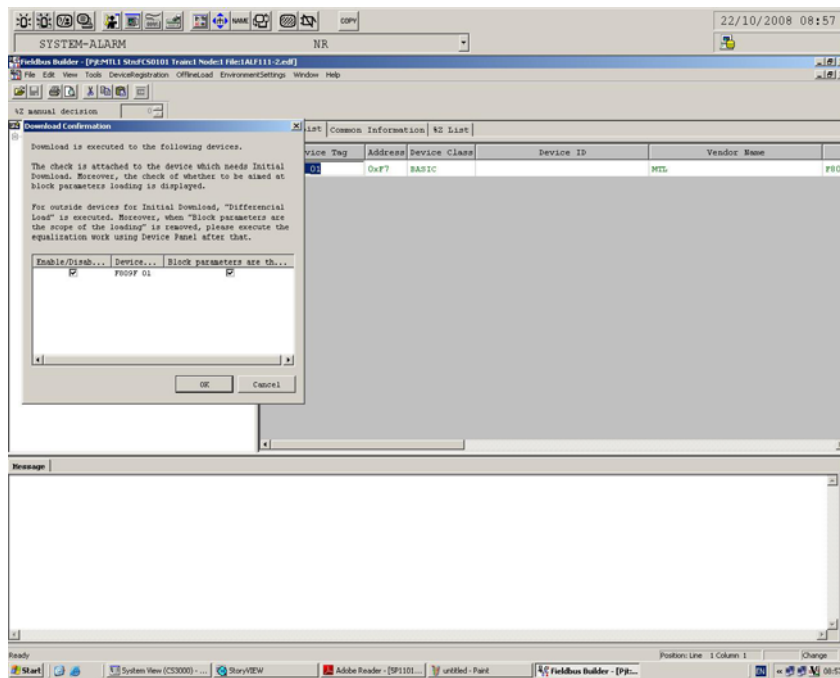 NAME
COPY
22/10/2008 08:57
SYSTEM-ALARM NR
Fieldbus Builder - [Pjt:MTL1 Stn:FCS0101 Train:1 Node:1 File:1ALF111-2.edf]
File Edit View Tools DeviceRegistration OfflineLoad EnvironmentSettings Window Help
%Z manual decision 0
Download Confirmation
Download is executed to the following devices.
The check is attached to the device which needs Initial
Download. Moreover, the check of whether to be aimed at
block parameters loading is displayed.
For outside devices for Initial Download, "Differencial
Load" is executed. Moreover, when "Block parameters are
the scope of the loading" is removed, please execute the
equalization work using Device Panel after that.
Enable/Disab... Device... Block parameters are th...
F809F 01
OK Cancel
List Common Information %Z List
vice Tag Address Device Class Device ID Vendor Name
01 0xF7 BASIC MTL F80
Message
Ready Position: Line 1 Column 1 Change
Start System View (CS3000) - ... StoryVIEW Adobe Reader - [SP1101... untitled - Paint Fieldbus Builder - [Pjt:... EN « 08:57